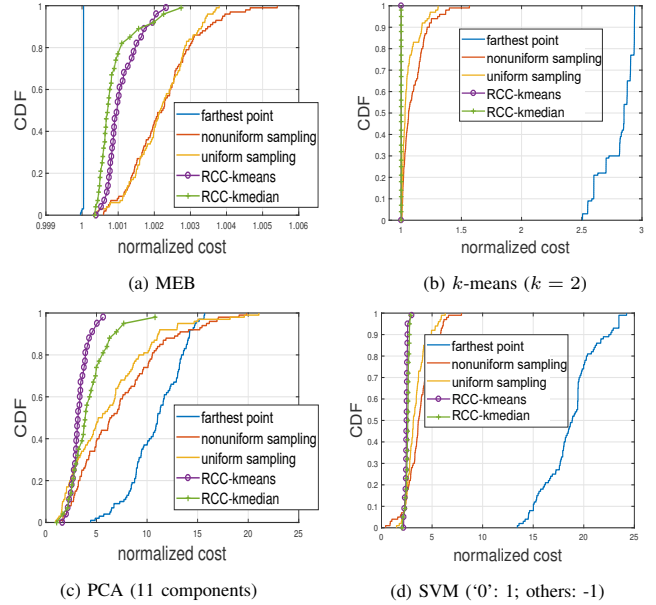 1
0.8
0.6
0.4
0.2
0
CDF
farthest point
nonuniform sampling
uniform sampling
RCC-kmeans
RCC-kmedian
0.999 1 1.001 1.002 1.003 1.004 1.005 1.006
normalized cost
(a) MEB
1
0.9
0.8
0.7
0.6
0.5
0.4
0.3
0.2
0.1
0
CDF
farthest point
nonuniform sampling
uniform sampling
RCC-kmeans
RCC-kmedian
1 1.5 2 2.5 3
normalized cost
(b) k-means (k = 2)
1
0.8
0.6
0.4
0.2
0
CDF
farthest point
nonuniform sampling
uniform sampling
RCC-kmeans
RCC-kmedian
0 5 10 15 20 25
normalized cost
(c) PCA (11 components)
1
0.9
0.8
0.7
0.6
0.5
0.4
0.3
0.2
0.1
0
CDF
farthest point
nonuniform sampling
uniform sampling
RCC-kmeans
RCC-kmedian
0 5 10 15 20 25
normalized cost
(d) SVM (‘0’: 1; others: -1)